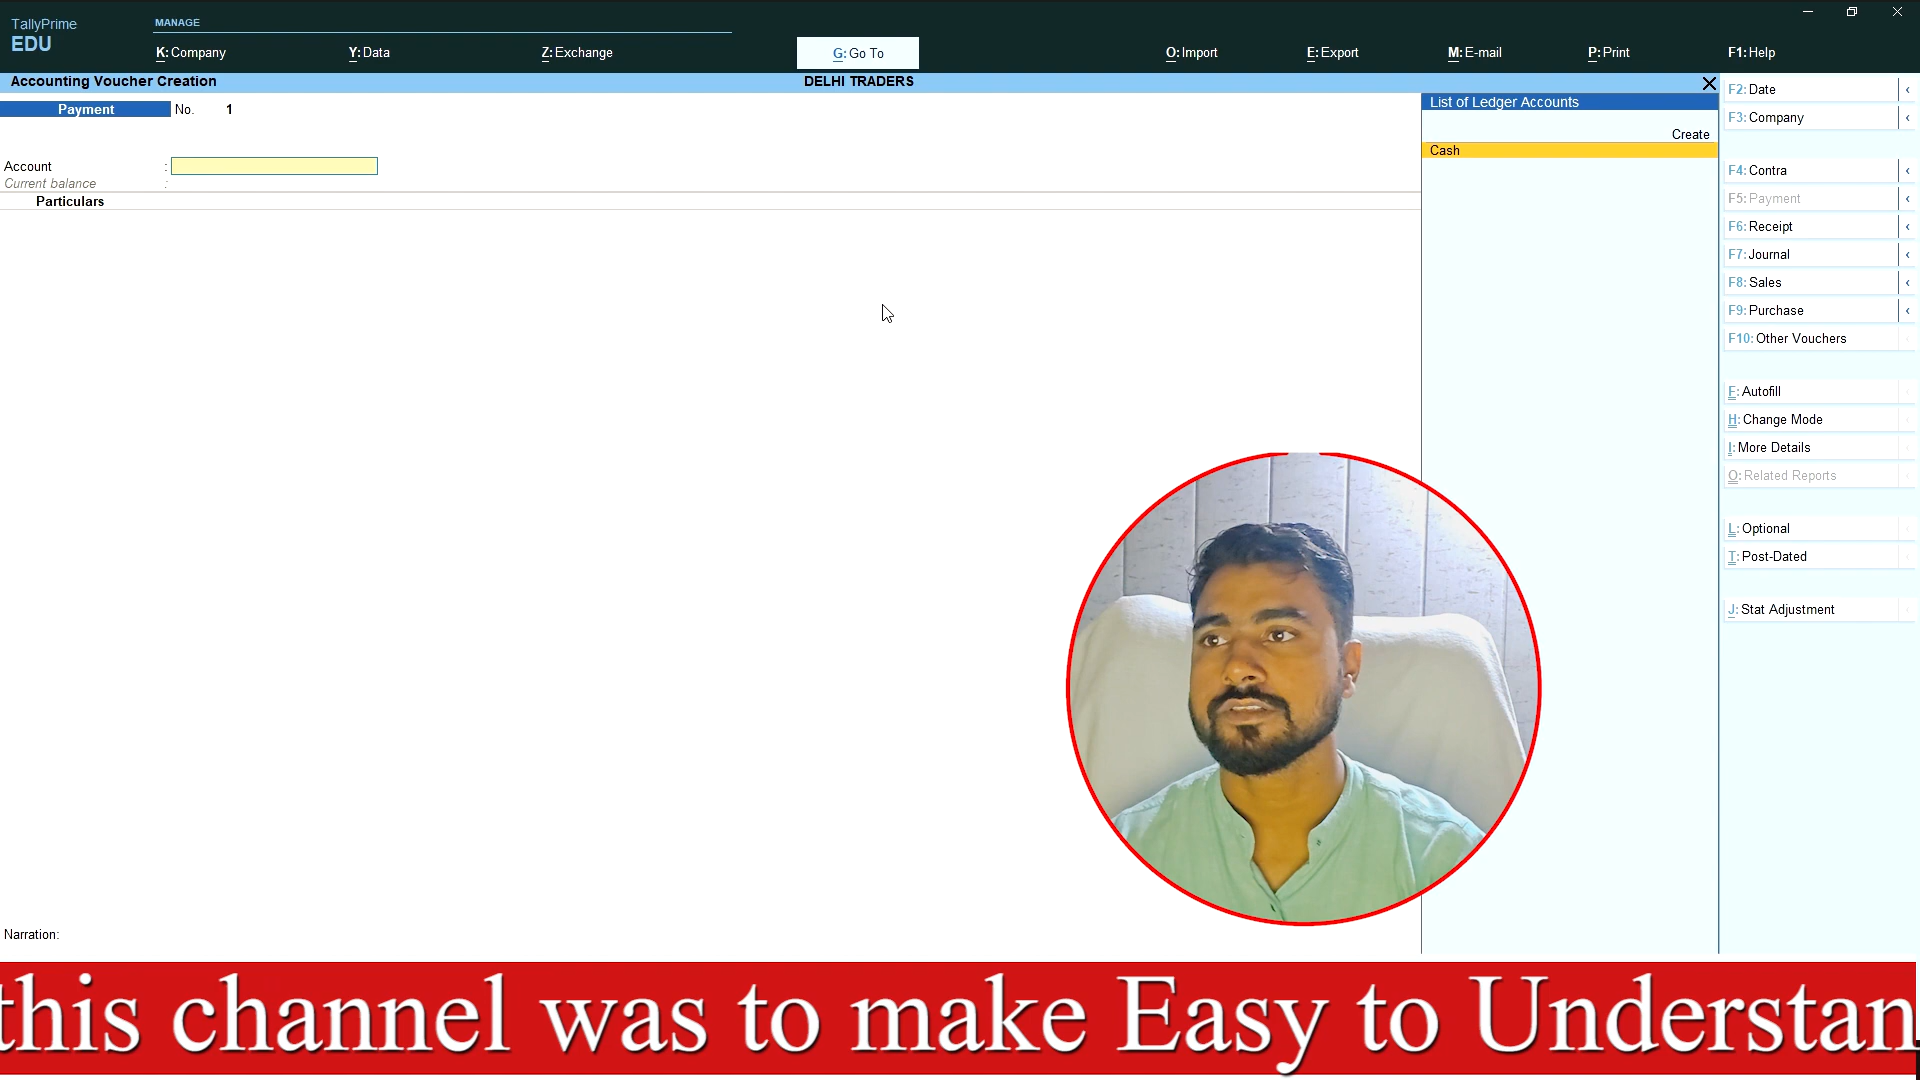 TallyPrime
EDU
MANAGE
K: Company
Y: Data
Z: Exchange
G: Go To
O: Import
E: Export
M: E-mail
P: Print
F1: Help
Accounting Voucher Creation
DELHI TRADERS
Payment No. 1
Account :
Current balance :
Particulars
Narration:
List of Ledger Accounts
Create
Cash
F2: Date
F3: Company
F4: Contra
F5: Payment
F6: Receipt
F7: Journal
F8: Sales
F9: Purchase
F10: Other Vouchers
F: Autofill
H: Change Mode
I: More Details
O: Related Reports
L: Optional
T: Post-Dated
J: Stat Adjustment
this channel was to make Easy to Understan